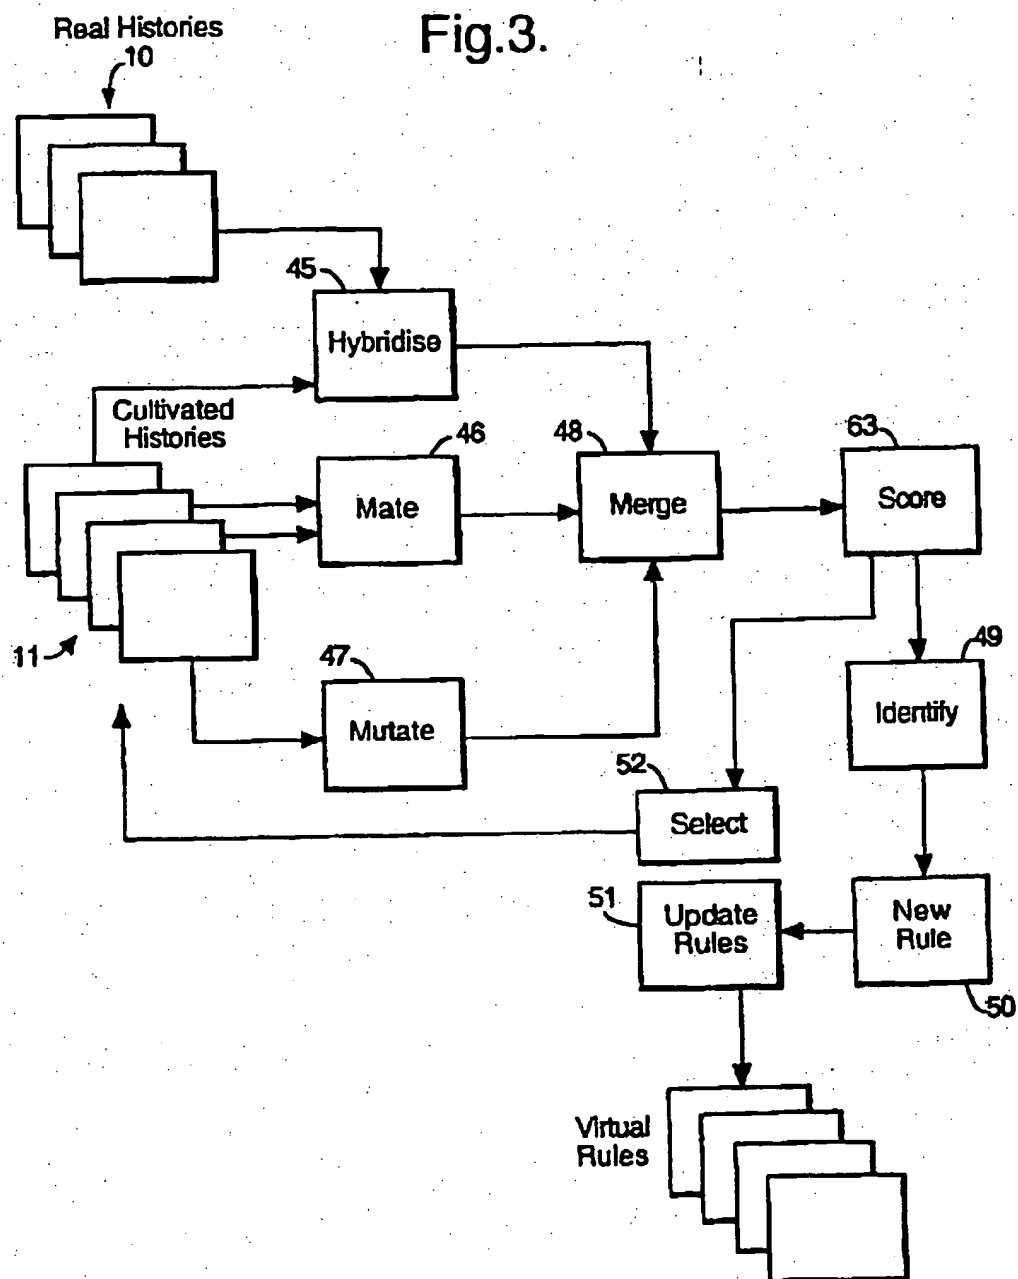 Real Histories
Fig.3.
10
45
Hybridise
Cultivated
Histories
46
48
63
Mate
Merge
Score
11
47
49
Mutate
Identify
52
Select
51
Update
Rules
New
Rule
50
Virtual
Rules